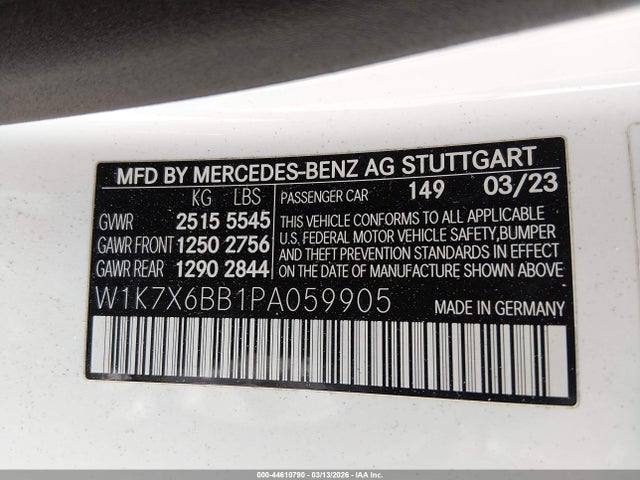 MFD BY MERCEDES-BENZ AG STUTTGART
KG LBS PASSENGER CAR 149 03/23
GVWR 2515 5545 THIS VEHICLE CONFORMS TO ALL APPLICABLE
U.S. FEDERAL MOTOR VEHICLE SAFETY,BUMPER
GAWR FRONT 1250 2756 AND THEFT PREVENTION STANDARDS IN EFFECT
GAWR REAR 1290 2844 ON THE DATE OF MANUFACTURE SHOWN ABOVE.
W1K7X6BB1PA059905 MADE IN GERMANY
000-44610790 - 03/13/2026 - IAAI.COM